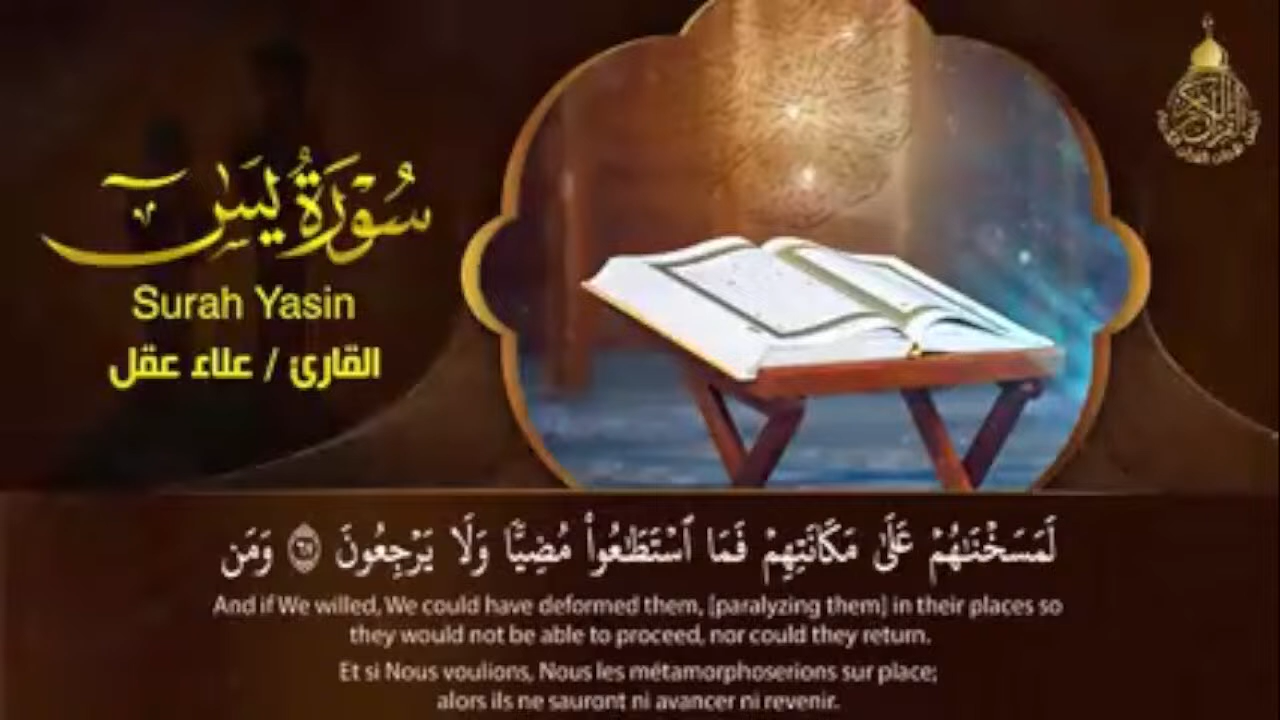 سُورَةُ يسٓ
Surah Yasin
القارئ / علاء عقل
لَمَسَخْنَٰهُمْ عَلَىٰ مَكَانَتِهِمْ فَمَا ٱسْتَطَٰعُوا۟ مُضِيًّا وَلَا يَرْجِعُونَ ۝٦٧ وَمَن
And if We willed, We could have deformed them, [paralyzing them] in their places so
they would not be able to proceed, nor could they return.
Et si Nous voulions, Nous les métamorphoserions sur place;
alors ils ne sauront ni avancer ni revenir.